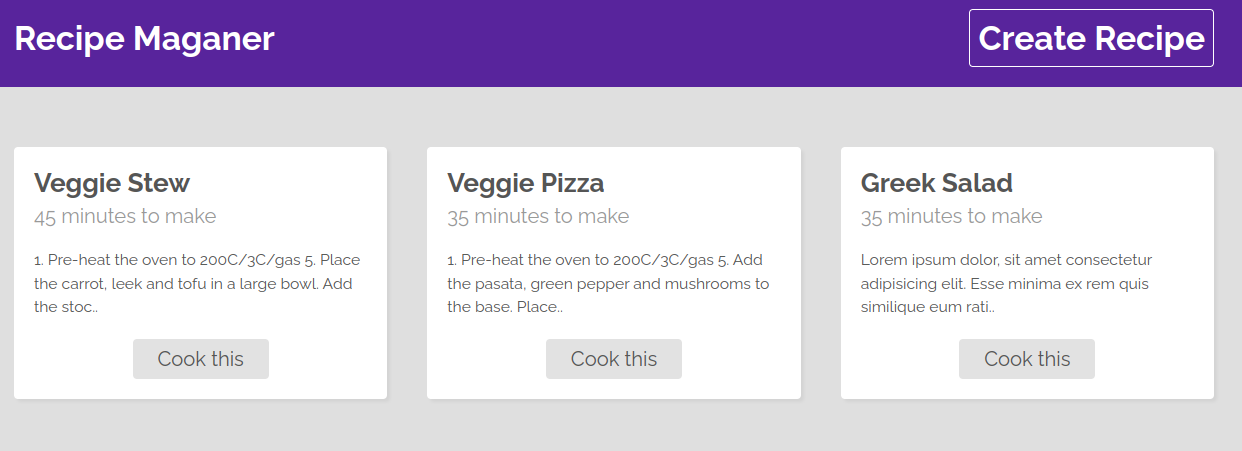 Recipe Maganer
Create Recipe
Veggie Stew
45 minutes to make
1. Pre-heat the oven to 200C/3C/gas 5. Place
the carrot, leek and tofu in a large bowl. Add
the stoc..
Cook this
Veggie Pizza
35 minutes to make
1. Pre-heat the oven to 200C/3C/gas 5. Add
the pasata, green pepper and mushrooms to
the base. Place..
Cook this
Greek Salad
35 minutes to make
Lorem ipsum dolor, sit amet consectetur
adipisicing elit. Esse minima ex rem quis
similique eum rati..
Cook this